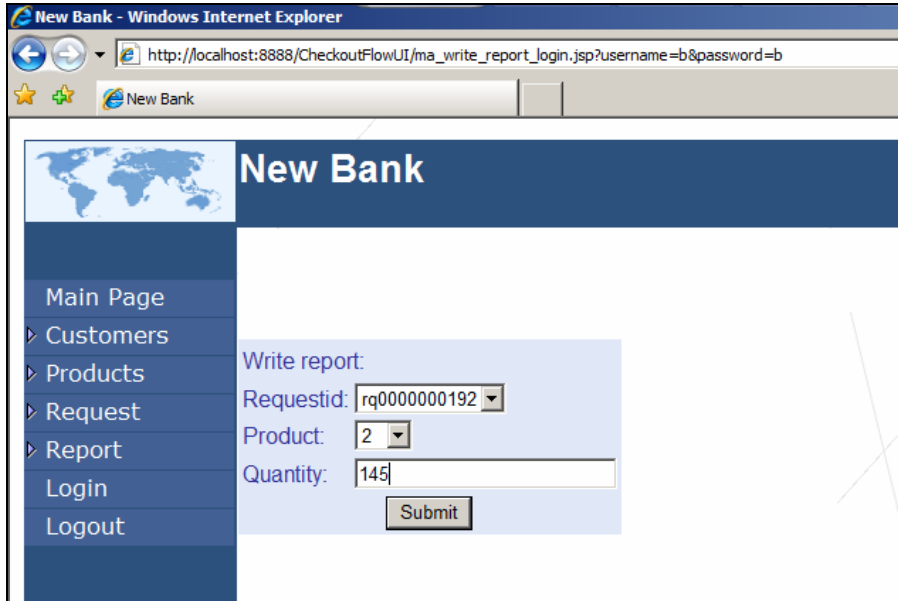 New Bank - Windows Internet Explorer
http://localhost:8888/CheckoutFlowUI/ma_write_report_login.jsp?username=b&password=b
New Bank
New Bank
Main Page
Customers
Products
Request
Report
Login
Logout
Write report:
Requestid: rq0000000192
Product: 2
Quantity: 145
Submit